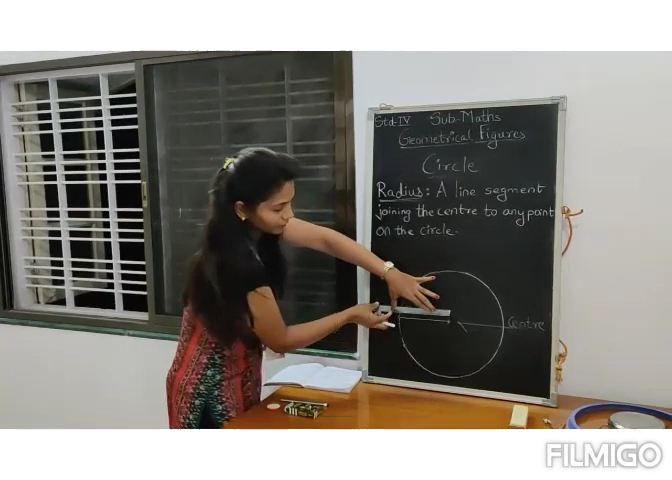 Std-IV Sub-Maths
Geometrical Figures
Circle
Radius: A line segment
joining the centre to any point
on the circle.
Centre
FILMIGO